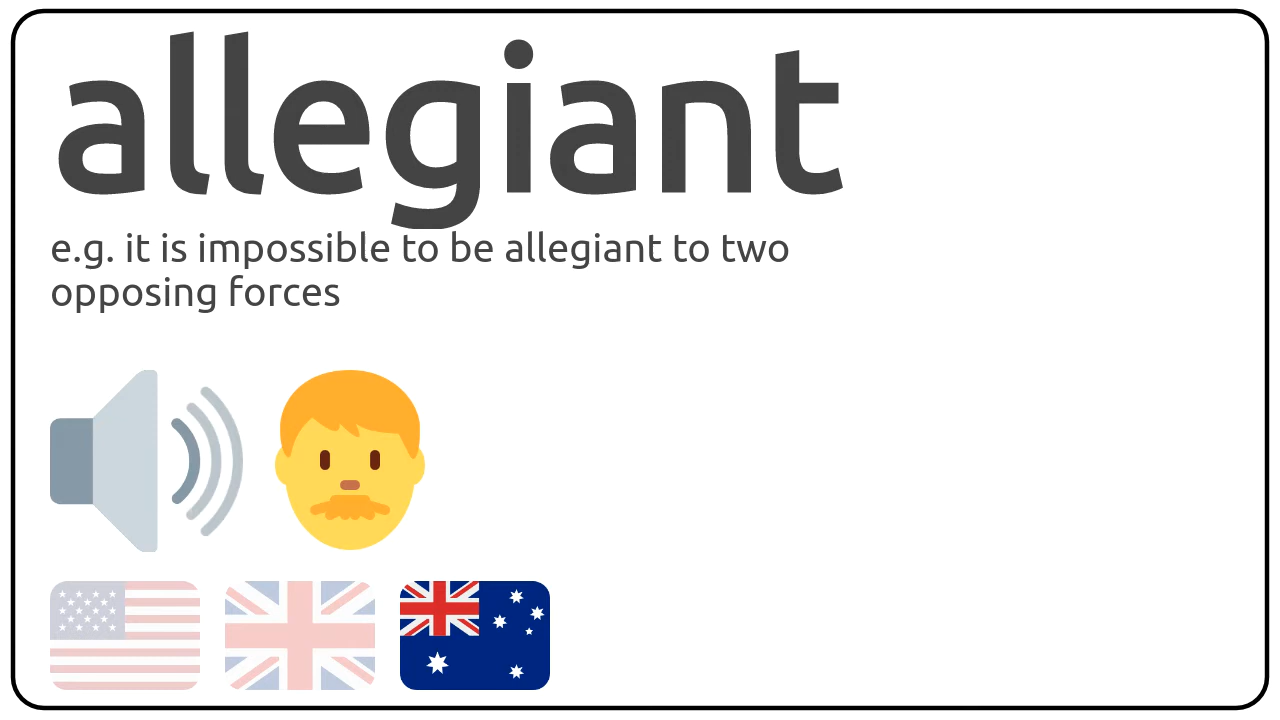 allegiant
e.g. it is impossible to be allegiant to two
opposing forces